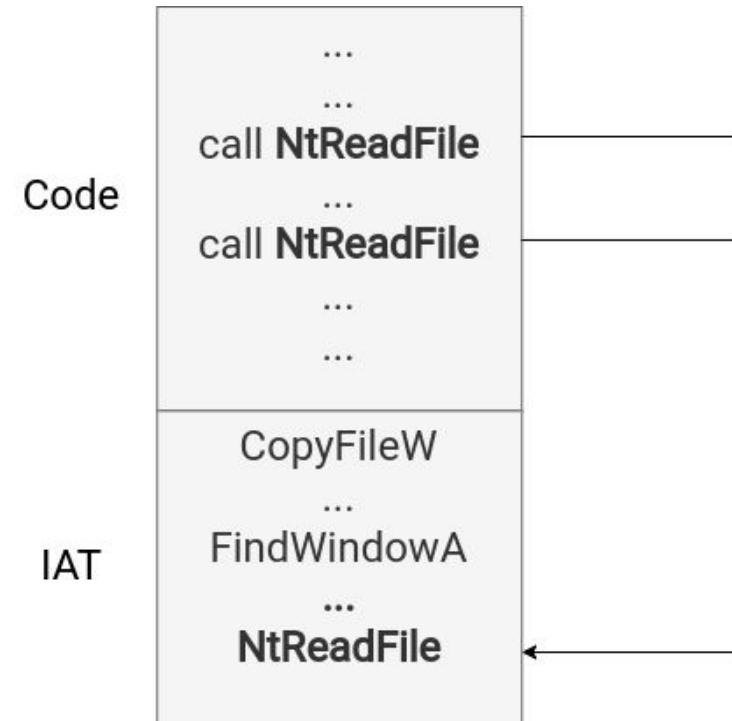 Code
...
...
call NtReadFile
...
call NtReadFile
...
...
IAT
CopyFileW
...
FindWindowA
...
NtReadFile